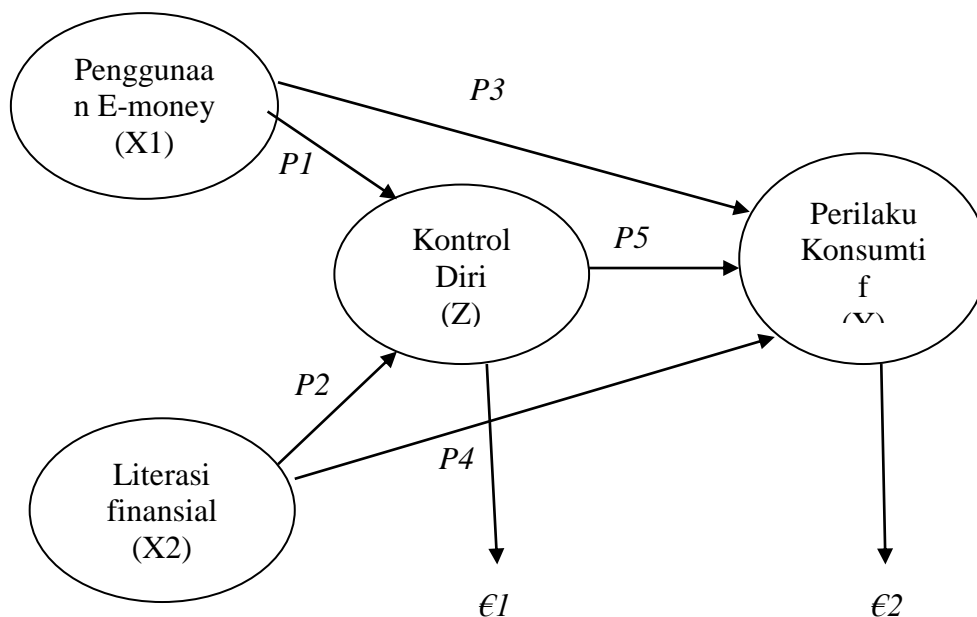 Penggunaa
n E-money
(X1)
P3
P1
Perilaku
Konsumti
f
Kontrol
Diri
(Z)
P5
P2
P4
Literasi
finansial
(X2)
€1
€2